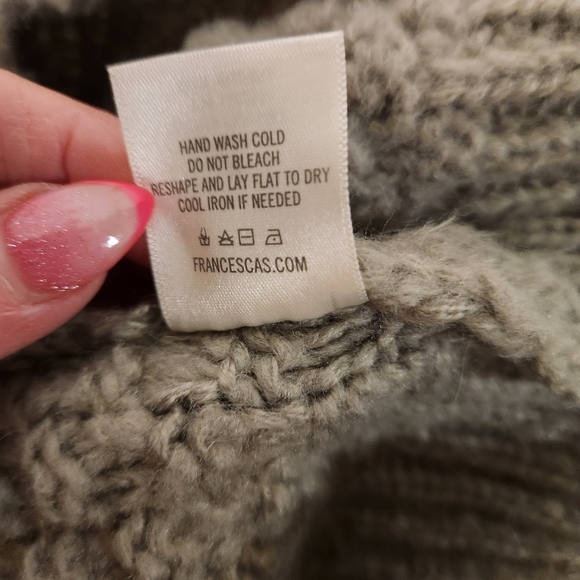 HAND WASH COLD
DO NOT BLEACH
RESHAPE AND LAY FLAT TO DRY
COOL IRON IF NEEDED
FRANCESCAS.COM